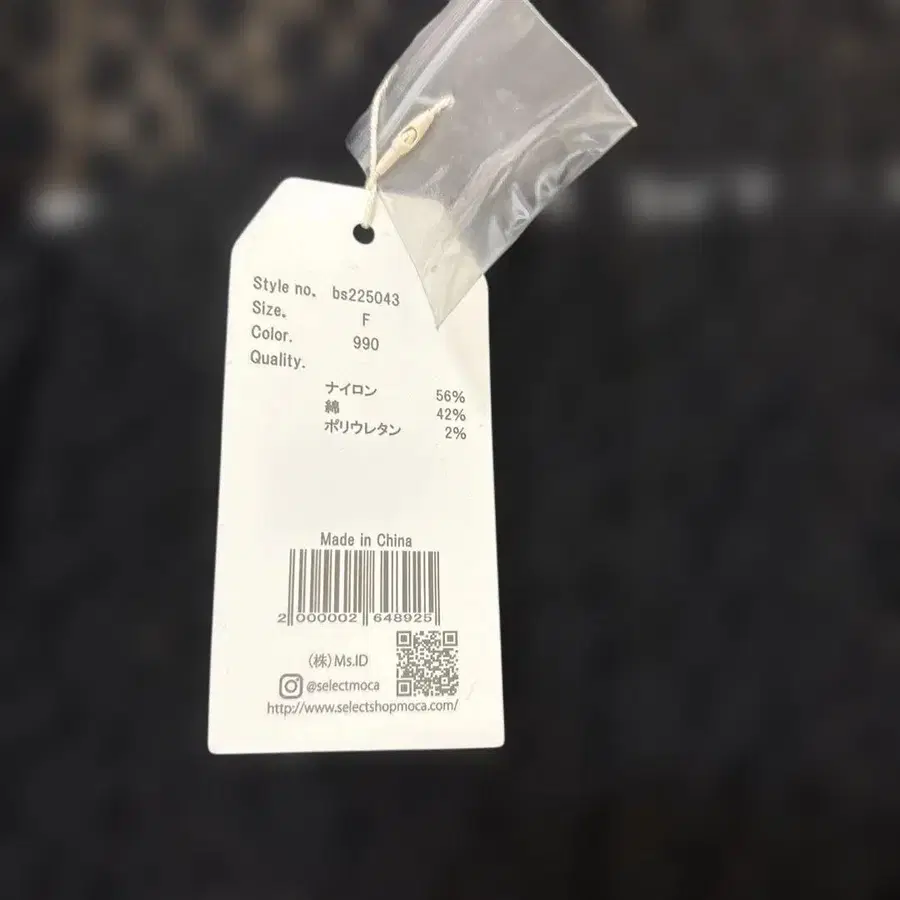 Style no. bs225043
Size. F
Color. 990
Quality.
ナイロン 56%
綿 42%
ポリウレタン 2%
Made in China
2 000002 648925
(株)Ms.ID
@selectmoca
http://www.selectshopmoca.com/